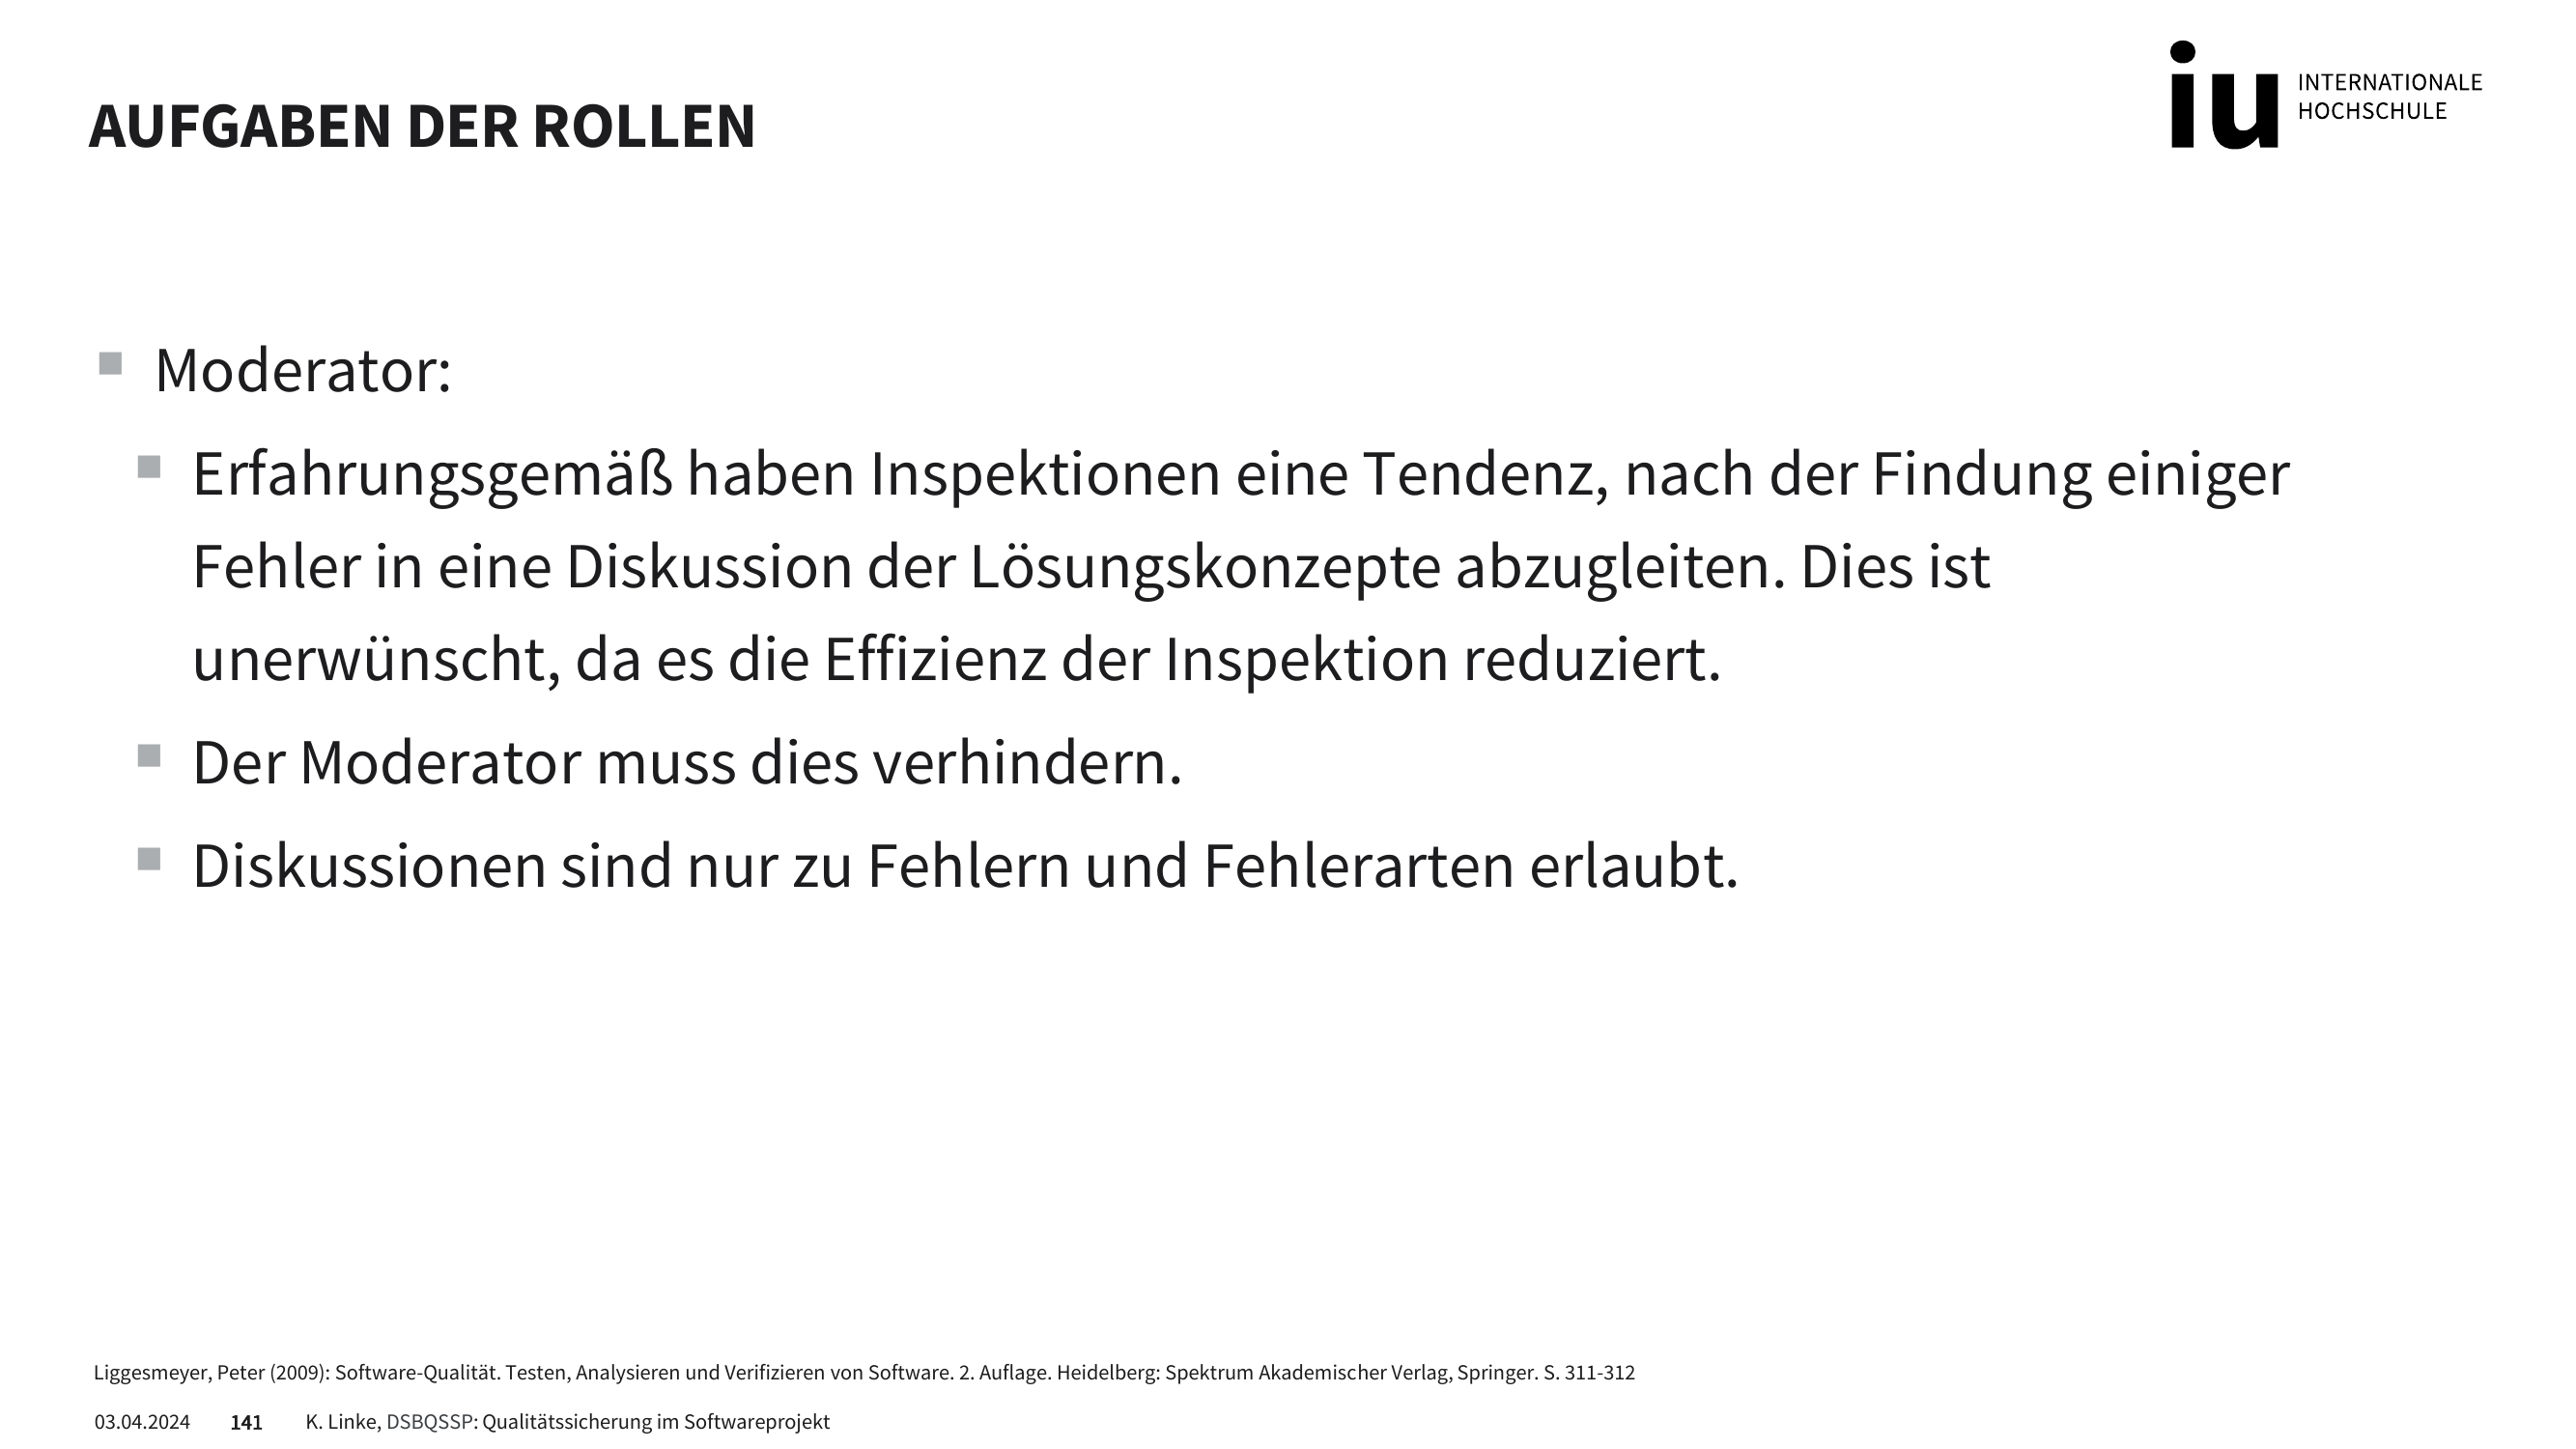 AUFGABEN DER ROLLEN
iu INTERNATIONALE
HOCHSCHULE
Moderator:
Erfahrungsgemäß haben Inspektionen eine Tendenz, nach der Findung einiger
Fehler in eine Diskussion der Lösungskonzepte abzugleiten. Dies ist
unerwünscht, da es die Effizienz der Inspektion reduziert.
Der Moderator muss dies verhindern.
Diskussionen sind nur zu Fehlern und Fehlerarten erlaubt.
Liggesmeyer, Peter (2009): Software-Qualität. Testen, Analysieren und Verifizieren von Software. 2. Auflage. Heidelberg: Spektrum Akademischer Verlag, Springer. S. 311-312
03.04.2024 141 K. Linke, DSBQSSP: Qualitätssicherung im Softwareprojekt